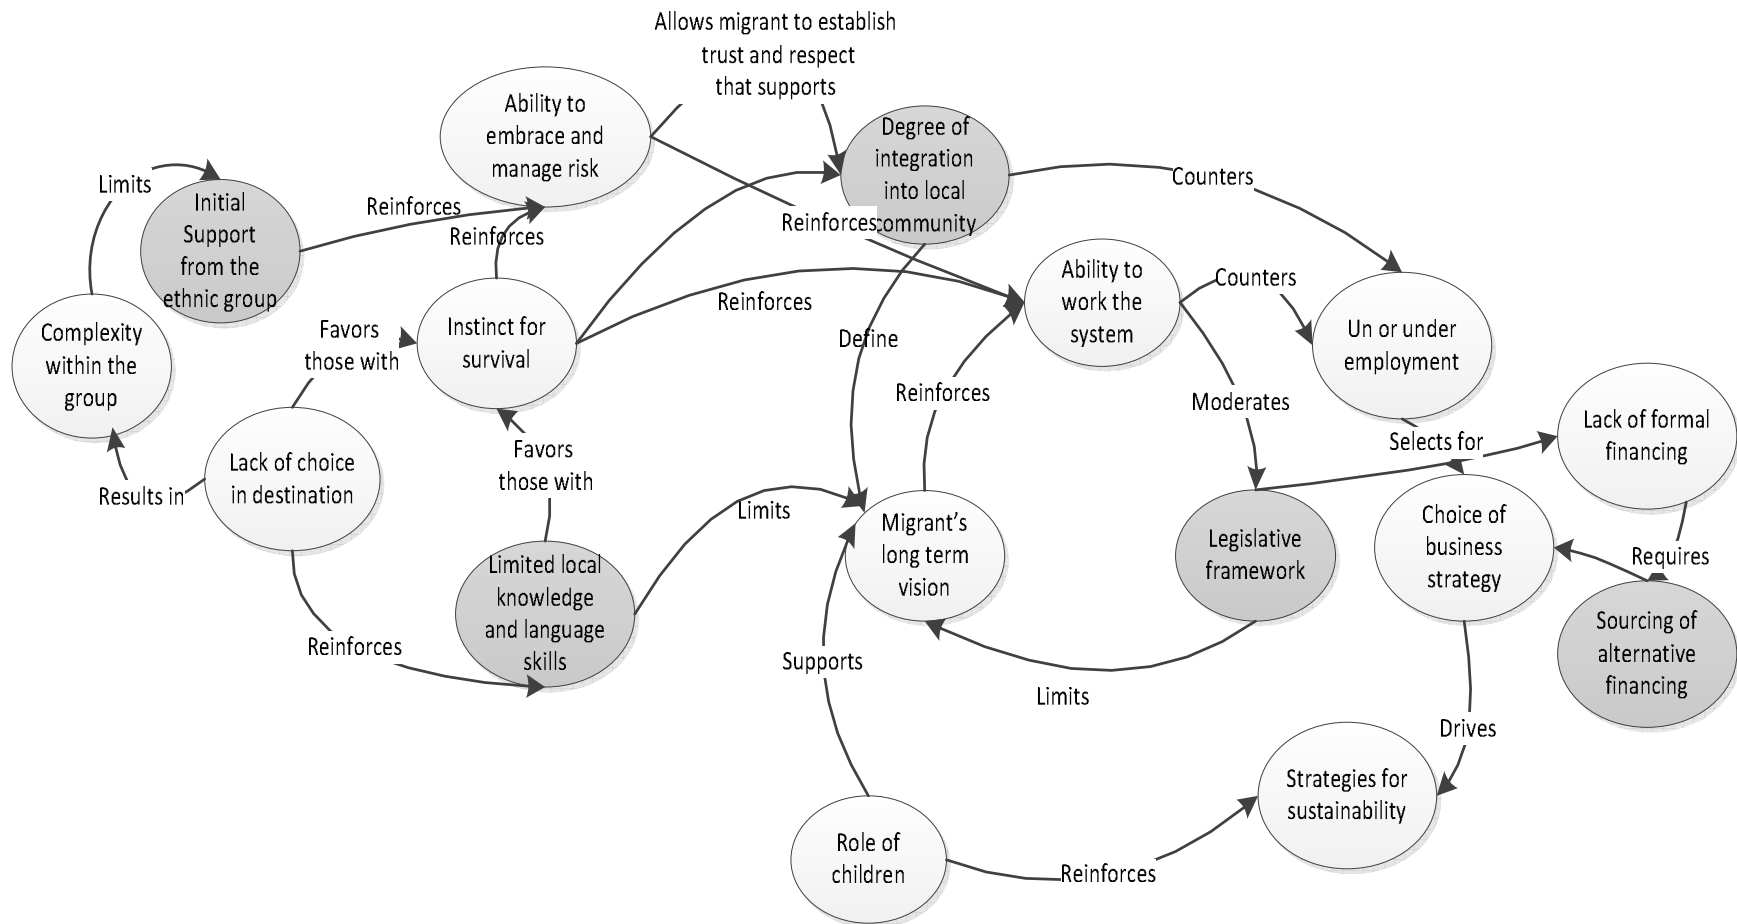 Allows migrant to establish
trust and respect
that supports
Ability to
embrace and
manage risk
Degree of
integration
into local
community
Limits
Initial
Support
from the
ethnic group
Reinforces
Reinforces
Reinforces
Counters
Ability to
work the
system
Counters
Un or under
employment
Complexity
within the
group
Favors
those with
Instinct for
survival
Reinforces
Define
Reinforces
Moderates
Selects for
Lack of formal
financing
Results in
Lack of choice
in destination
Favors
those with
Limits
Migrant's
long term
vision
Legislative
framework
Choice of
business
strategy
Requires
Limited local
knowledge
and language
skills
Reinforces
Supports
Limits
Sourcing of
alternative
financing
Drives
Strategies for
sustainability
Role of
children
Reinforces